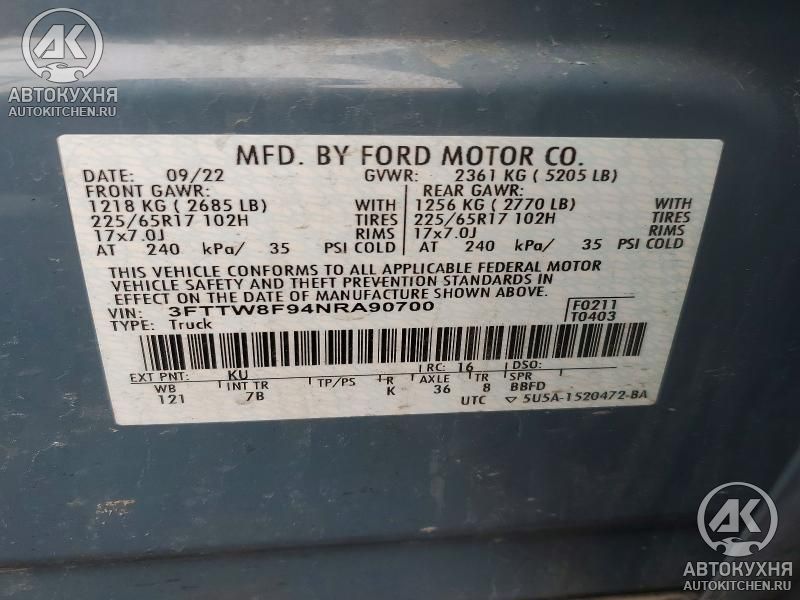 АК
АВТОКУХНЯ
AUTOKITCHEN.RU
MFD. BY FORD MOTOR CO.
DATE: 09/22 GVWR: 2361 KG ( 5205 LB)
FRONT GAWR: REAR GAWR:
1218 KG ( 2685 LB) WITH 1256 KG ( 2770 LB) WITH
225/65R17 102H TIRES 225/65R17 102H TIRES
17x7.0J RIMS 17x7.0J RIMS
AT 240 kPa/ 35 PSI COLD AT 240 kPa/ 35 PSI COLD
THIS VEHICLE CONFORMS TO ALL APPLICABLE FEDERAL MOTOR
VEHICLE SAFETY AND THEFT PREVENTION STANDARDS IN
EFFECT ON THE DATE OF MANUFACTURE SHOWN ABOVE.
VIN: 3FTTW8F94NRA90700 F0211
TYPE: Truck T0403
EXT PNT: KU RC: 16 DSO:
WB INT TR TP/PS R AXLE TR SPR
121 7B K 36 8 BBFD
UTC ▽ 5U5A-1520472-BA
АК
АВТОКУХНЯ
AUTOKITCHEN.RU